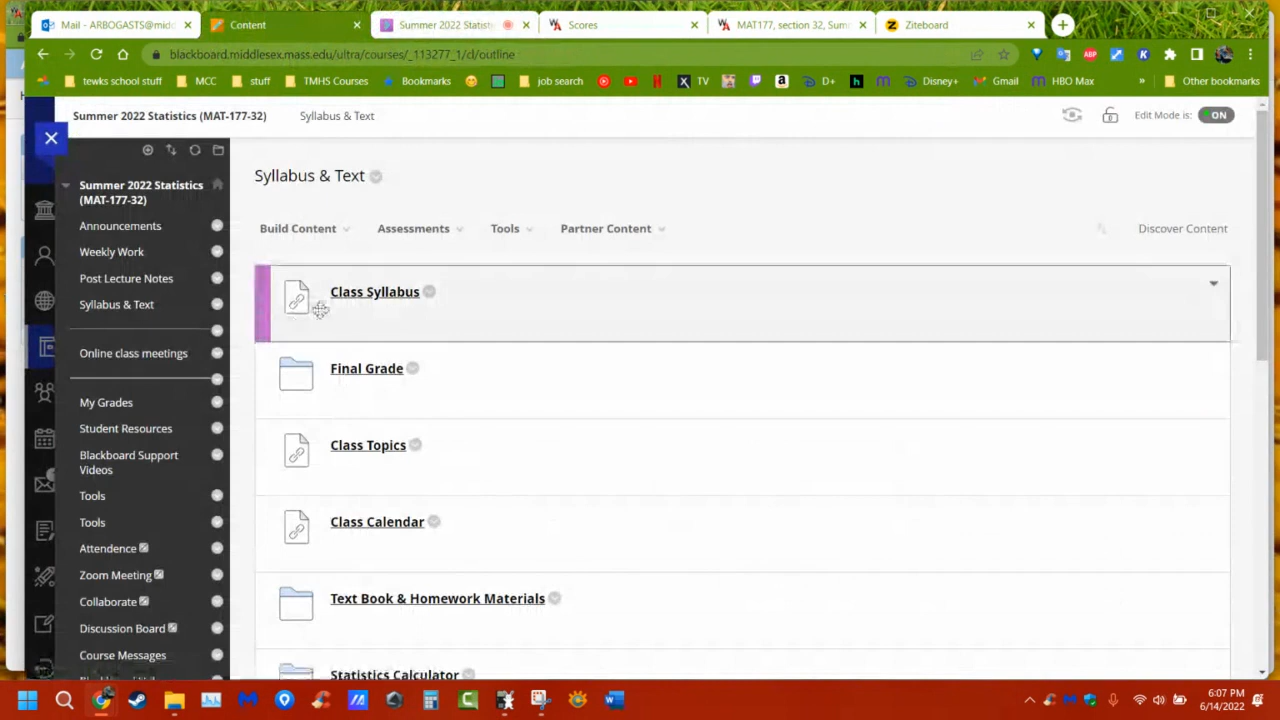 Mail - ARBOGASTS@mido
Content
Summer 2022 Statisti
Scores
MAT177, section 32, Sum
Ziteboard
blackboard.middlesex.mass.edu/ultra/courses/_113277_1/cl/outline
tewks school stuff
MCC
stuff
TMHS Courses
Bookmarks
job search
TV
D+
Disney+
Gmail
HBO Max
»
Other bookmarks
Summer 2022 Statistics (MAT-177-32)
Syllabus & Text
Edit Mode is:
ON
Summer 2022 Statistics
(MAT-177-32)
Announcements
Weekly Work
Post Lecture Notes
Syllabus & Text
Online class meetings
My Grades
Student Resources
Blackboard Support
Videos
Tools
Tools
Attendence
Zoom Meeting
Collaborate
Discussion Board
Course Messages
Syllabus & Text
Build Content
Assessments
Tools
Partner Content
Discover Content
Class Syllabus
Final Grade
Class Topics
Class Calendar
Text Book & Homework Materials
Statistics Calculator
6:07 PM
6/14/2022